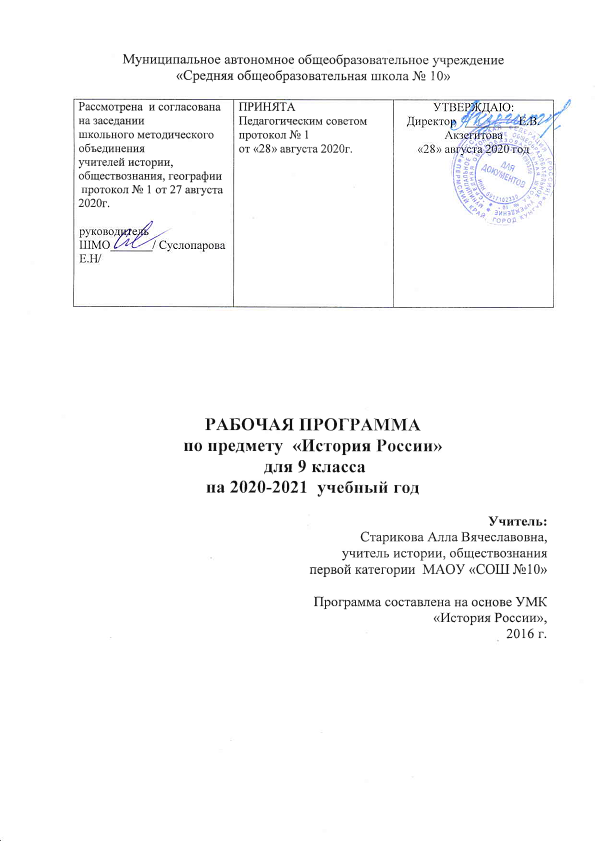 Муниципальное автономное общеобразовательное учреждение
«Средняя общеобразовательная школа № 10»
Рассмотрена и согласована
на заседании
школьного методического
объединения
учителей истории,
обществознания, географии
протокол № 1 от 27 августа
2020г.
руководитель
ШМО_______/ Суслопарова
Е.Н/
ПРИНЯТА
Педагогическим советом
протокол № 1
от «28» августа 2020г.
УТВЕРЖДАЮ:
Директор __________Е.В.
Акзегитова
«28» августа 2020 год
ДЛЯ
ДОКУМЕНТОВ
РАБОЧАЯ ПРОГРАММА
по предмету «История России»
для 9 класса
на 2020-2021 учебный год
Учитель:
Старикова Алла Вячеславовна,
учитель истории, обществознания
первой категории МАОУ «СОШ №10»
Программа составлена на основе УМК
«История России»,
2016 г.